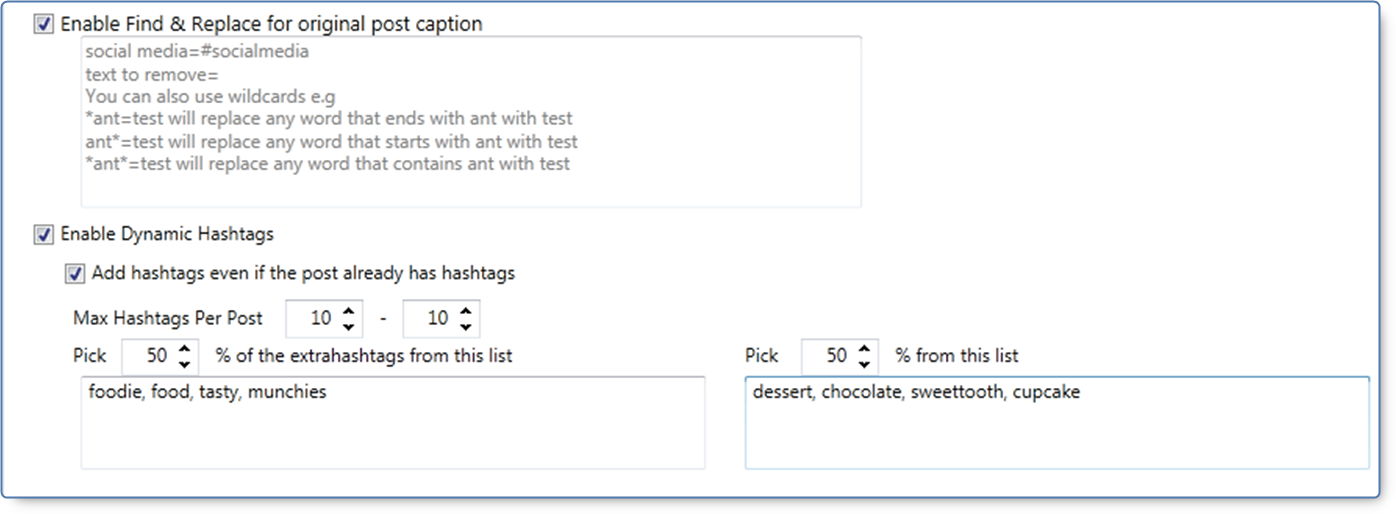 Enable Find & Replace for original post caption
social media=#socialmedia
text to remove=
You can also use wildcards e.g
*ant=test will replace any word that ends with ant with test
ant*=test will replace any word that starts with ant with test
*ant*=test will replace any word that contains ant with test
Enable Dynamic Hashtags
Add hashtags even if the post already has hashtags
Max Hashtags Per Post 10 - 10
Pick 50 % of the extrahashtags from this list
foodie, food, tasty, munchies
Pick 50 % from this list
dessert, chocolate, sweettooth, cupcake